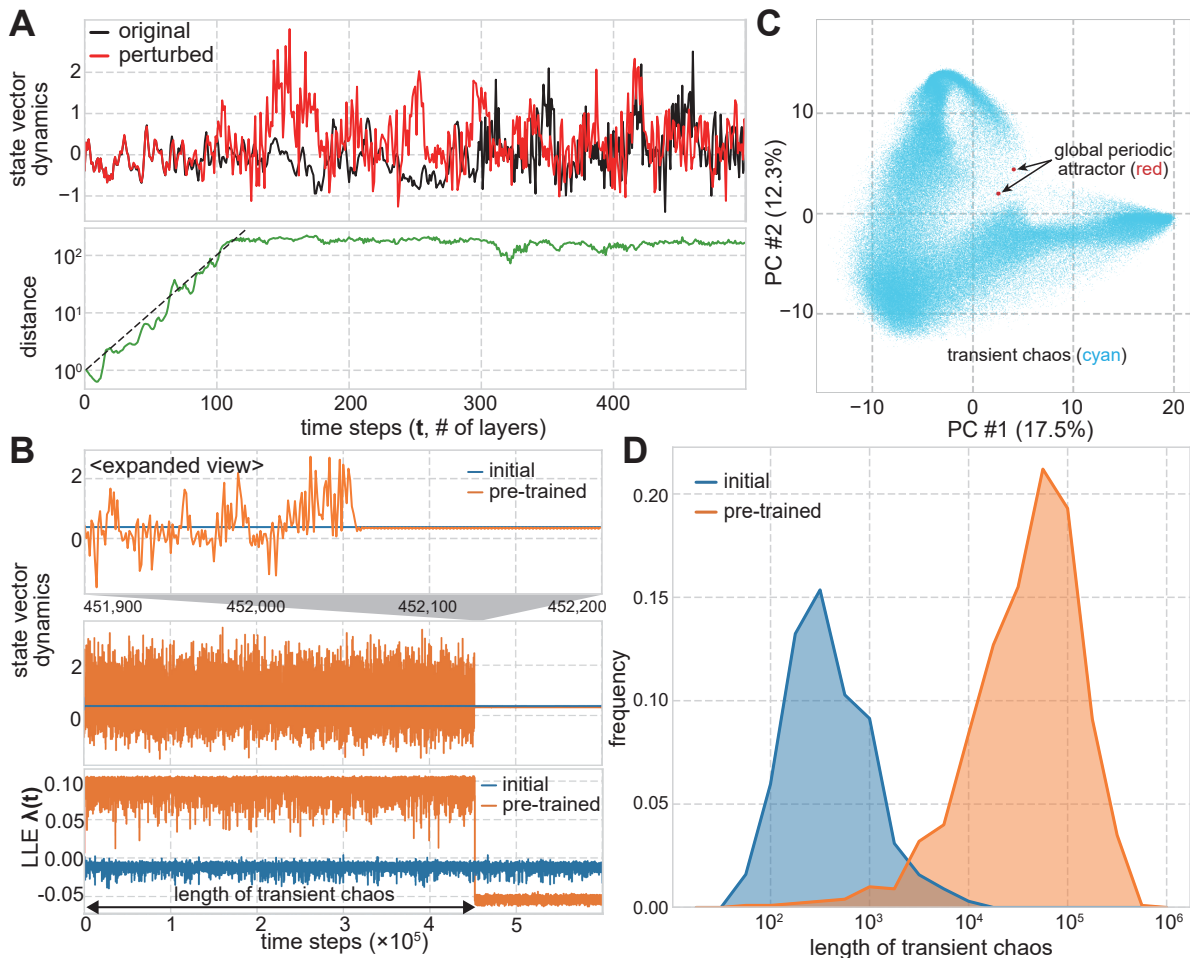 A
original
perturbed
state vector
dynamics
2
1
0
−1
distance
10²
10¹
10⁰
0
100
200
300
400
time steps (t, # of layers)
C
PC #2 (12.3%)
10
0
−10
global periodic
attractor (red)
transient chaos (cyan)
−10
0
10
20
PC #1 (17.5%)
B
<expanded view>
initial
pre-trained
2
0
451,900
452,000
452,100
452,200
state vector
dynamics
2
0
LLE λ(t)
0.10
0.05
0.00
-0.05
initial
pre-trained
length of transient chaos
0
1
2
3
4
5
time steps (×10⁵)
D
initial
pre-trained
frequency
0.20
0.15
0.10
0.05
0.00
10²
10³
10⁴
10⁵
10⁶
length of transient chaos